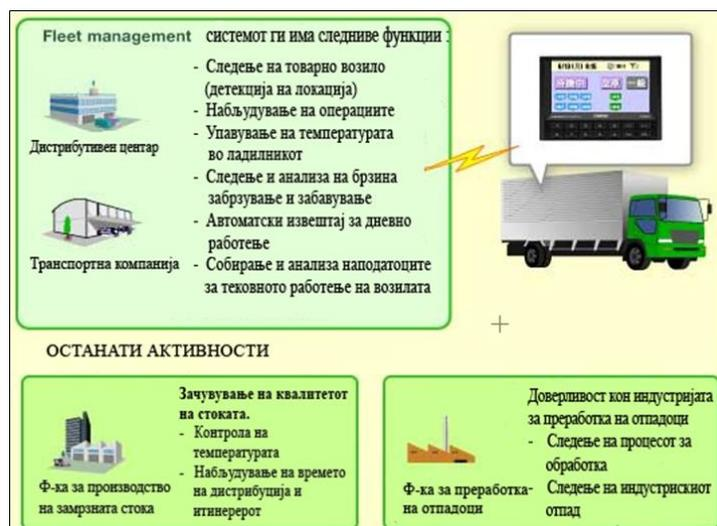 Fleet management системот ги има следниве функции :
Дистрибутивен центар
Транспортна компанија
- Следење на товарно возило
(детекција на локација)
- Набљудување на операциите
- Упавување на температурата
во ладилникот
- Следење и анализа на брзина
забрзување и забавување
- Автоматски извештај за дневно
работење
- Собирање и анализа наподатоците
за тековното работење на возилата
ОСТАНАТИ АКТИВНОСТИ
Ф-ка за производство
на замрзната стока
Зачувување на квалитетот
на стоката.
- Контрола на
температурата
- Набљудување на времето
на дистрибуција и
итинерерот
Ф-ка за преработка-
на отпадоци
Доверливост кон индустријата
за преработка на отпадоци
- Следење на процесот за
обработка
- Следење на индустрискиот
отпад